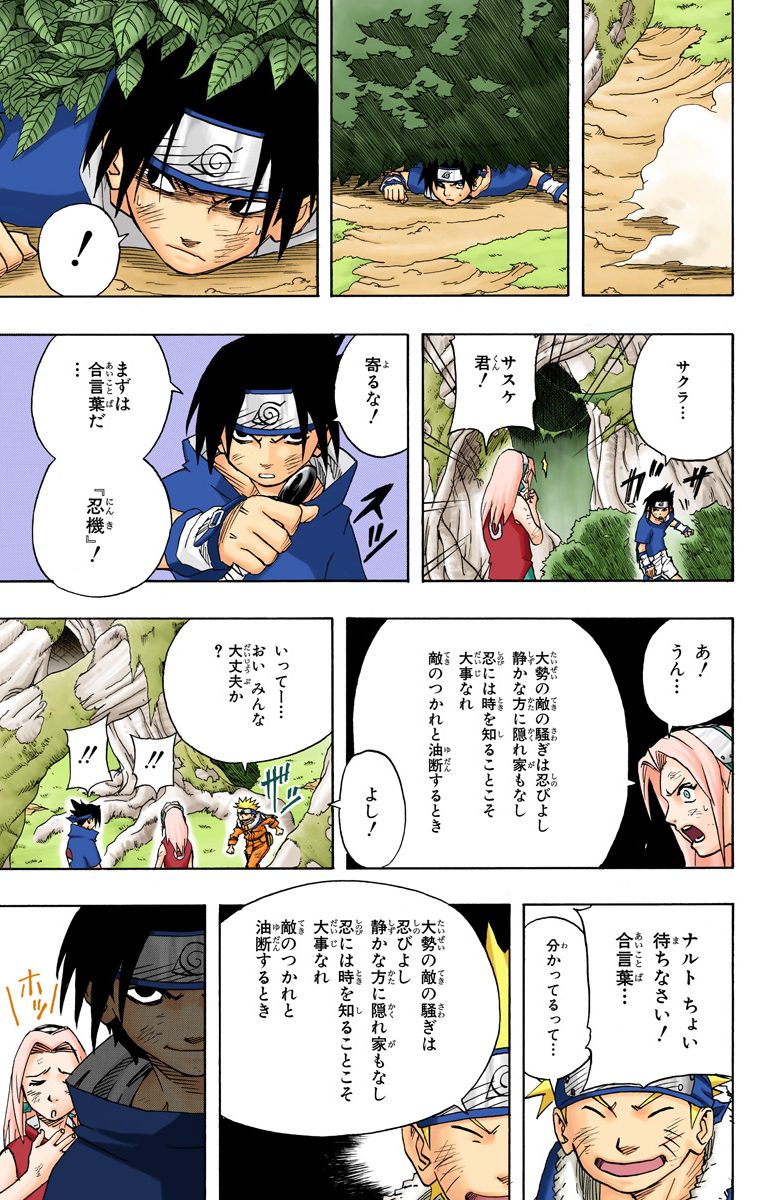 ！
サクラ…
サスケ
君！
ガサ
寄るな！
スッ
まずは
合言葉だ
…
『忍機』！
あ！
うん…
大勢の敵の騒ぎは忍びよし
静かな方に隠れ家もなし
忍には時を知ることこそ
大事なれ
敵のつかれと油断するとき
よし！
いってー…
おい みんな
大丈夫か
？
ガザッ
！！
！！
ナルト ちょい
待ちなさい！
合言葉…
分かってるって…
大勢の敵の騒ぎは
忍びよし
静かな方に隠れ家もなし
忍には時を知ることこそ
大事なれ
敵のつかれと
油断するとき
ホッ